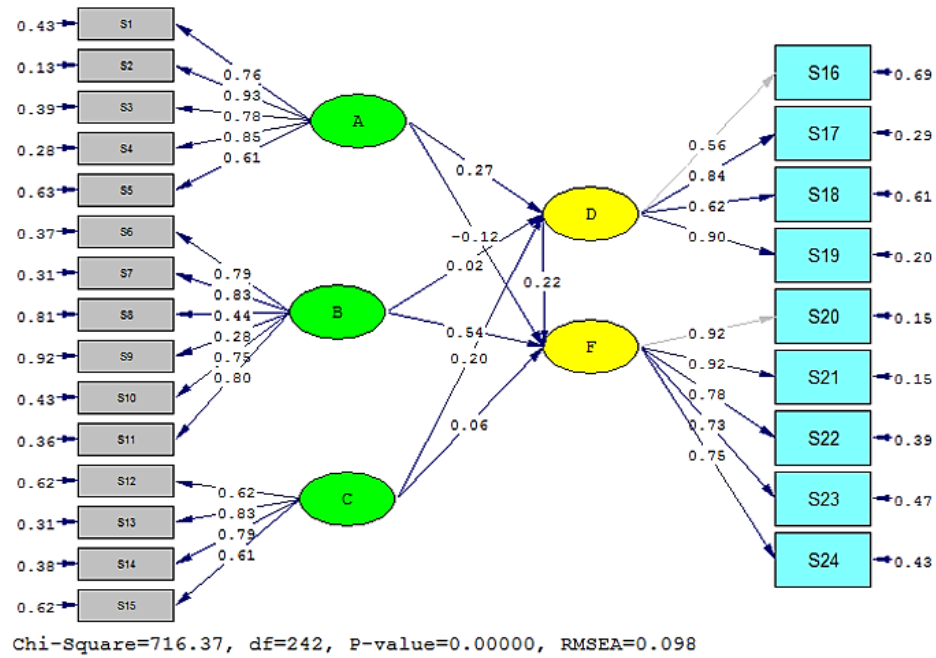 0.43 S1
0.13 S2
0.39 S3
0.28 S4
0.63 S5
0.37 S6
0.31 S7
0.81 S8
0.92 S9
0.43 S10
0.36 S11
0.62 S12
0.31 S13
0.38 S14
0.62 S15
0.76
0.93
0.78
0.85
0.61
0.79
0.83
0.44
0.28
0.75
0.80
0.62
0.83
0.79
0.61
A
B
C
0.27
-0.12
0.02
0.22
0.54
0.20
0.06
D
F
0.56
0.84
0.62
0.90
0.92
0.92
0.78
0.73
0.75
S16 0.69
S17 0.29
S18 0.61
S19 0.20
S20 0.15
S21 0.15
S22 0.39
S23 0.47
S24 0.43
Chi-Square=716.37, df=242, P-value=0.00000, RMSEA=0.098